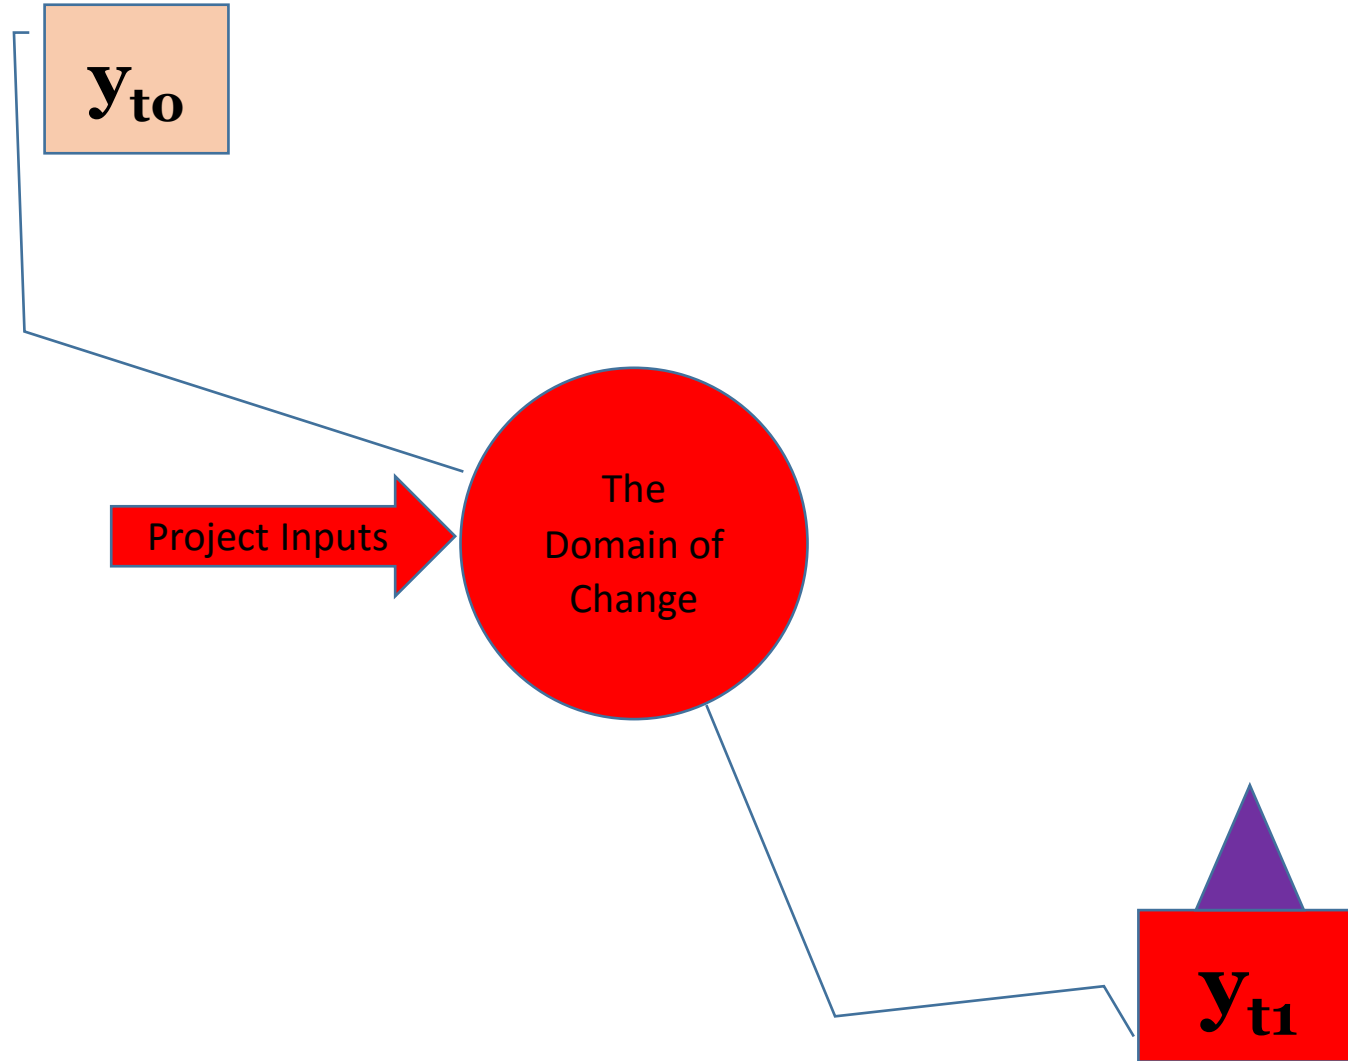 yto
Project Inputs
The
Domain of
Change
yt1